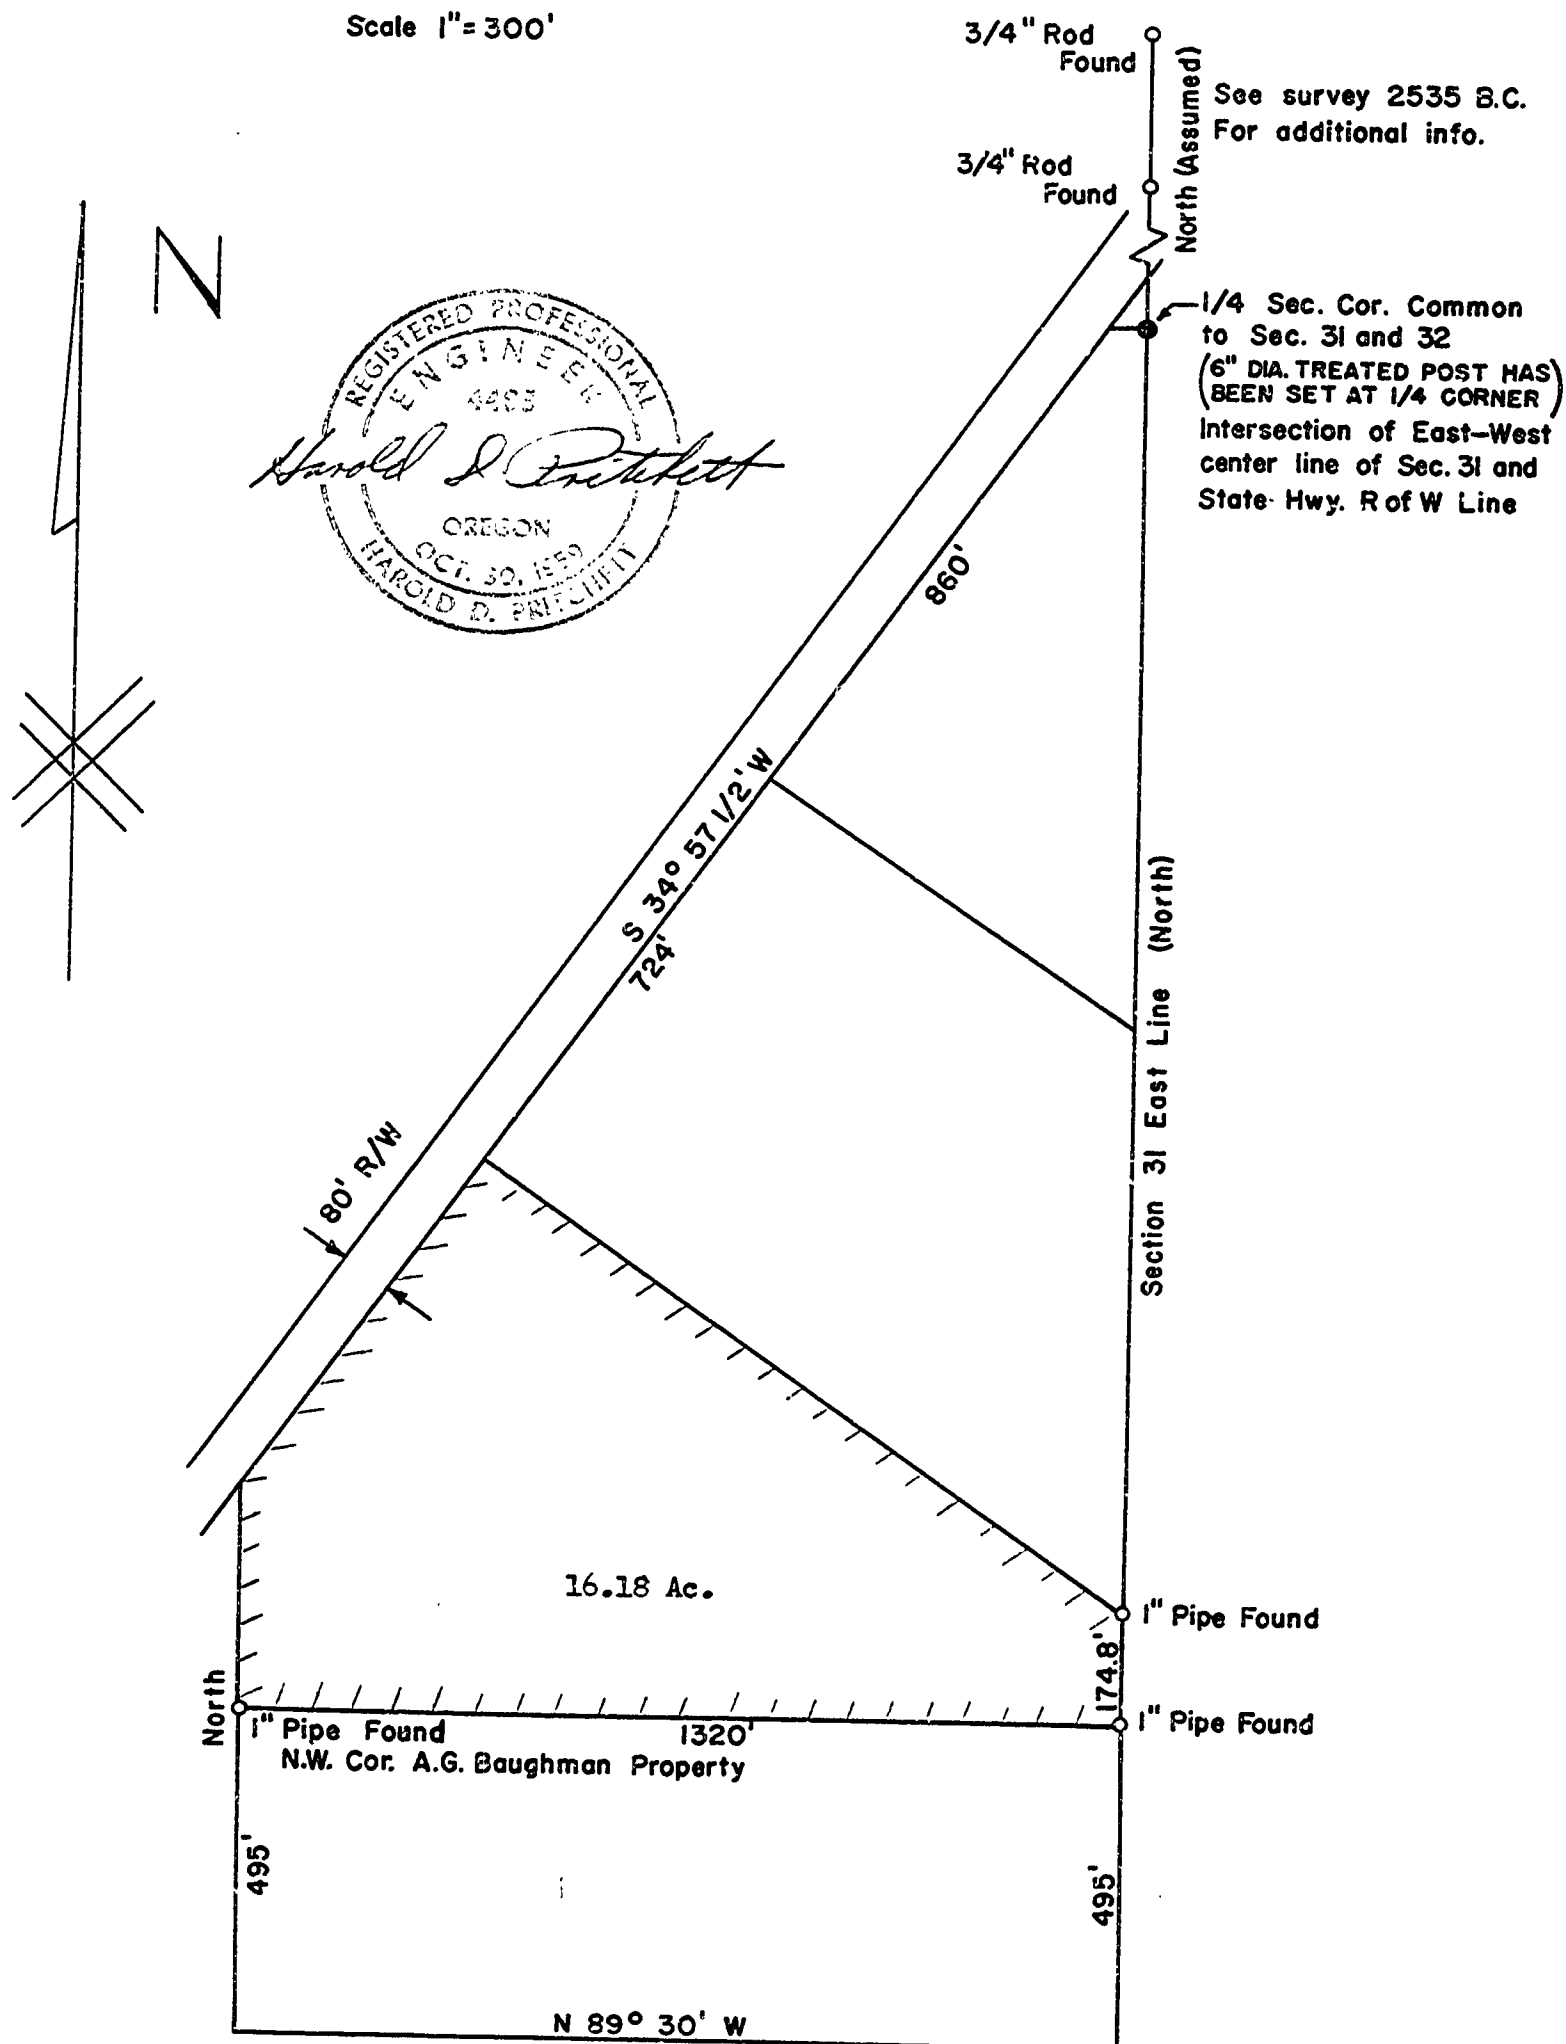 Scale 1"=300'
3/4" Rod
Found
North (Assumed)
See survey 2535 B.C.
For additional info.
3/4" Rod
Found
N
1/4 Sec. Cor. Common
to Sec. 31 and 32
(6" DIA. TREATED POST HAS
BEEN SET AT 1/4 CORNER)
Intersection of East-West
center line of Sec. 31 and
State Hwy. R of W Line
REGISTERED PROFESSIONAL
ENGINEER
Harold D Pritchett
OREGON
OCT. 30,
HAROLD D. PRITCHETT
860'
S 34° 57 1/2' W
724'
Section 31 East Line (North)
80' R/W
16.18 Ac.
1" Pipe Found
174.8'
North
1" Pipe Found
1320'
1" Pipe Found
N.W. Cor. A.G. Baughman Property
495'
495'
N 89° 30' W